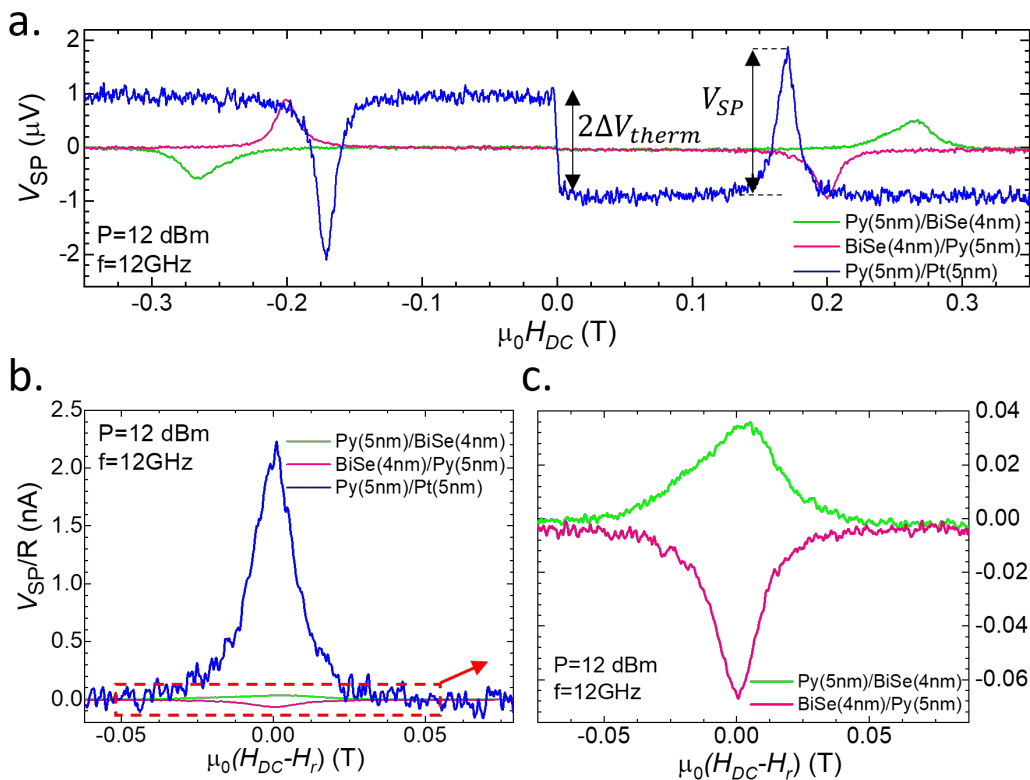 a.
2
1
0
-1
-2
V_SP (μV)
2ΔV_therm
V_SP
P=12 dBm
f=12GHz
Py(5nm)/BiSe(4nm)
BiSe(4nm)/Py(5nm)
Py(5nm)/Pt(5nm)
-0.3 -0.2 -0.1 0.0 0.1 0.2 0.3
μ₀H_DC (T)
b.
2.5
2.0
1.5
1.0
0.5
0.0
V_SP/R (nA)
P=12 dBm
f=12GHz
Py(5nm)/BiSe(4nm)
BiSe(4nm)/Py(5nm)
Py(5nm)/Pt(5nm)
-0.05 0.00 0.05
μ₀(H_DC-H_r) (T)
c.
0.04
0.02
0.00
-0.02
-0.04
-0.06
P=12 dBm
f=12GHz
Py(5nm)/BiSe(4nm)
BiSe(4nm)/Py(5nm)
-0.05 0.00 0.05
μ₀(H_DC-H_r) (T)